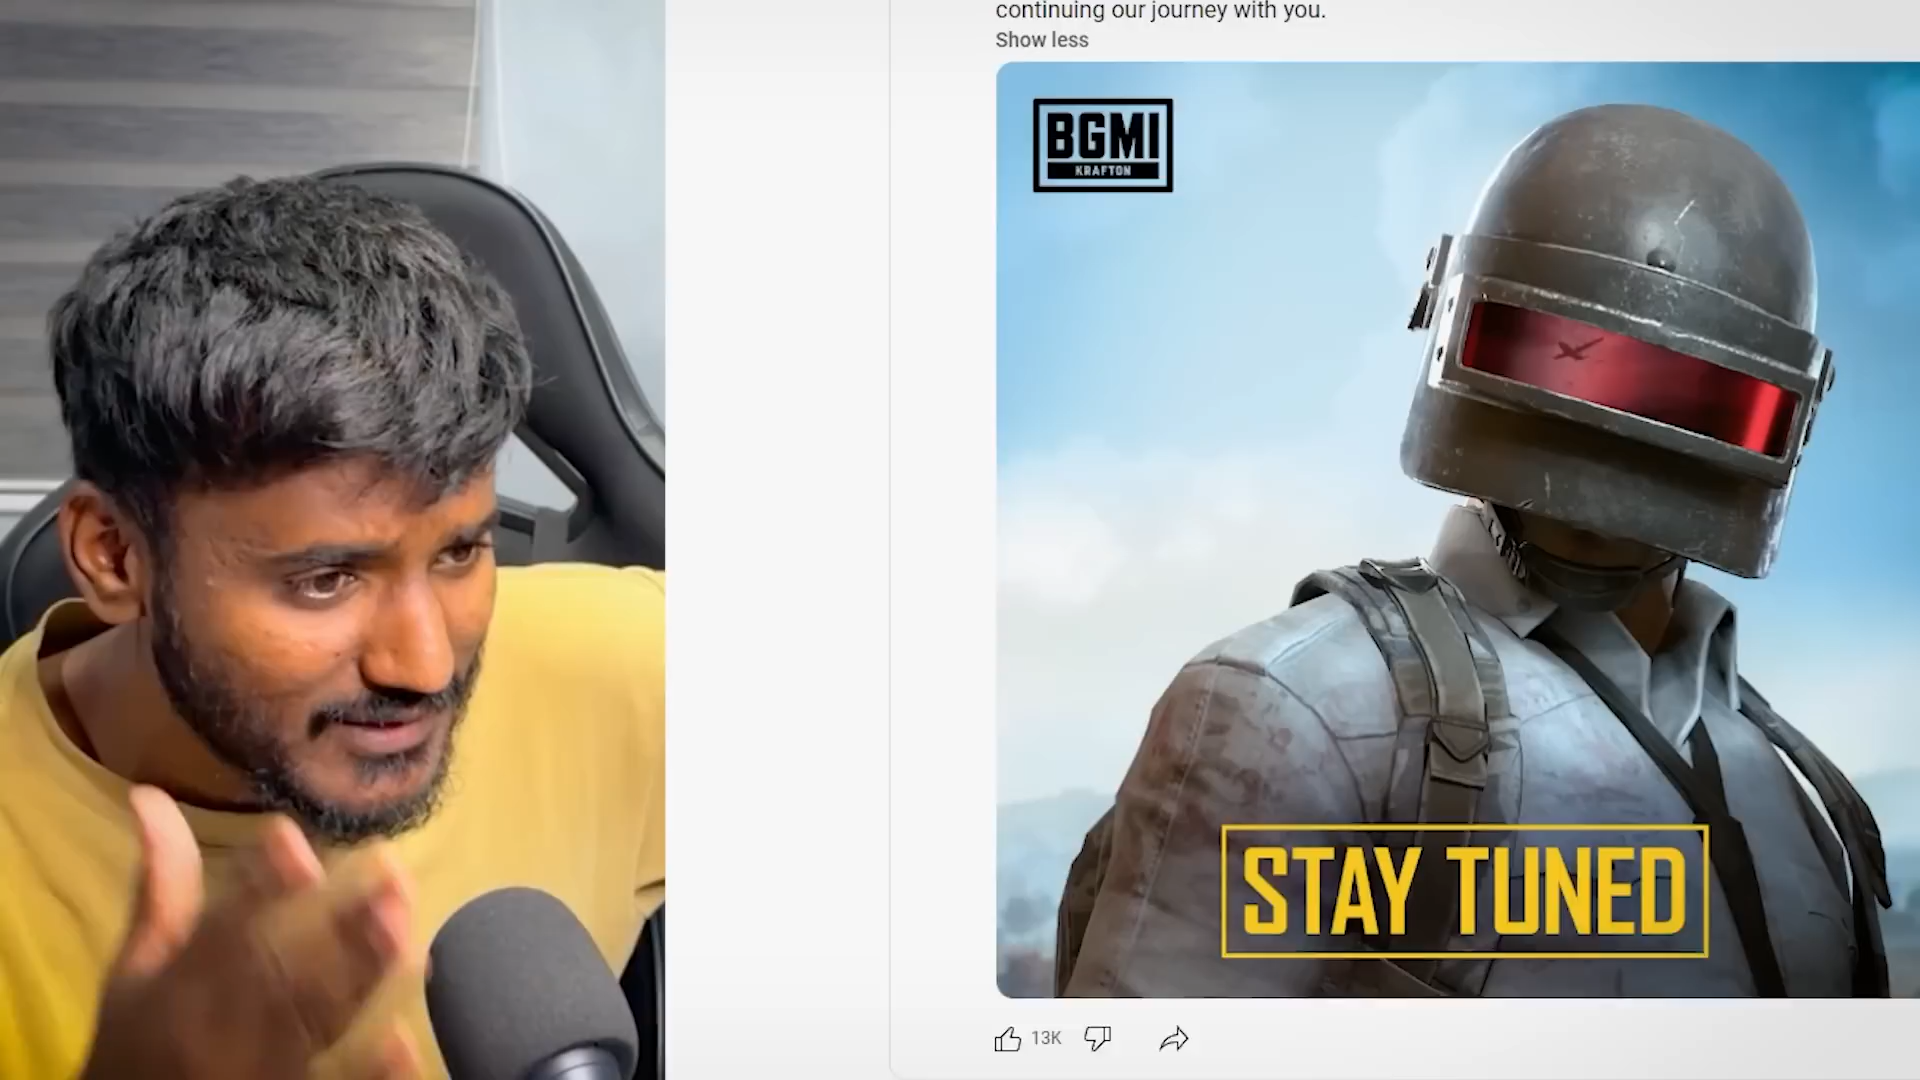 continuing our journey with you.
Show less
BGMI
KRAFTON
STAY TUNED
13K